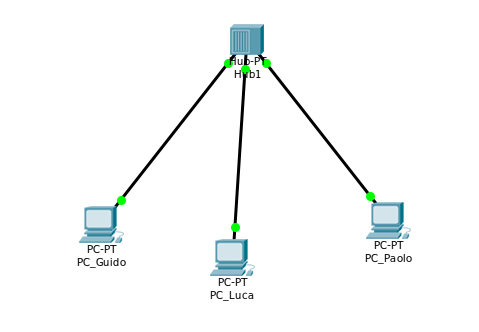 Hub-PT
Hub1
PC-PT
PC_Guido
PC-PT
PC_Luca
PC-PT
PC_Paolo